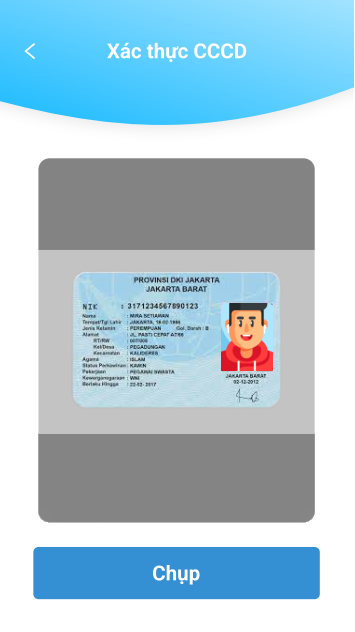 Xác thực CCCD
PROVINSI DKI JAKARTA
JAKARTA BARAT
NIK : 3171234567890123
Nama : MIRA SETIAWAN
Tempat/Tgl Lahir : JAKARTA, 18-02-1986
Jenis Kelamin : PEREMPUAN Gol. Darah : B
Alamat : JL. PASTI CEPAT A7/66
RT/RW : 007/008
Kel/Desa : PEGADUNGAN
Kecamatan : KALIDERES
Agama : ISLAM
Status Perkawinan : KAWIN
Pekerjaan : PEGAWAI SWASTA
Kewarganegaraan : WNI
Berlaku Hingga : 22-02-2017
JAKARTA BARAT
02-12-2012
Chụp